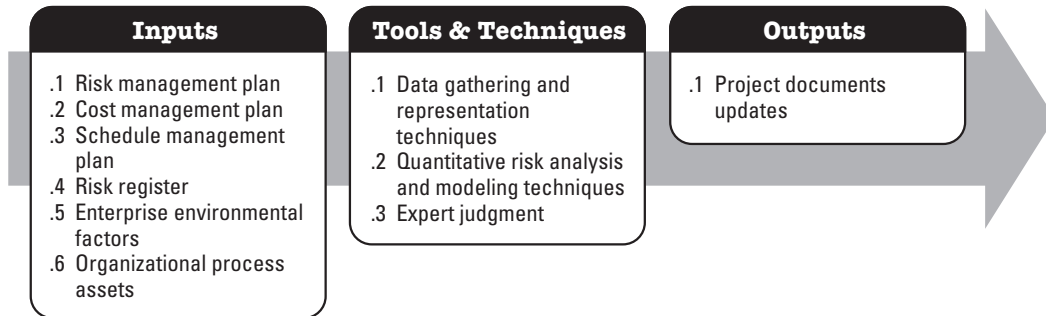 Inputs
.1 Risk management plan
.2 Cost management plan
.3 Schedule management
plan
.4 Risk register
.5 Enterprise environmental
factors
.6 Organizational process
assets
Tools & Techniques
.1 Data gathering and
representation
techniques
.2 Quantitative risk analysis
and modeling techniques
.3 Expert judgment
Outputs
.1 Project documents
updates